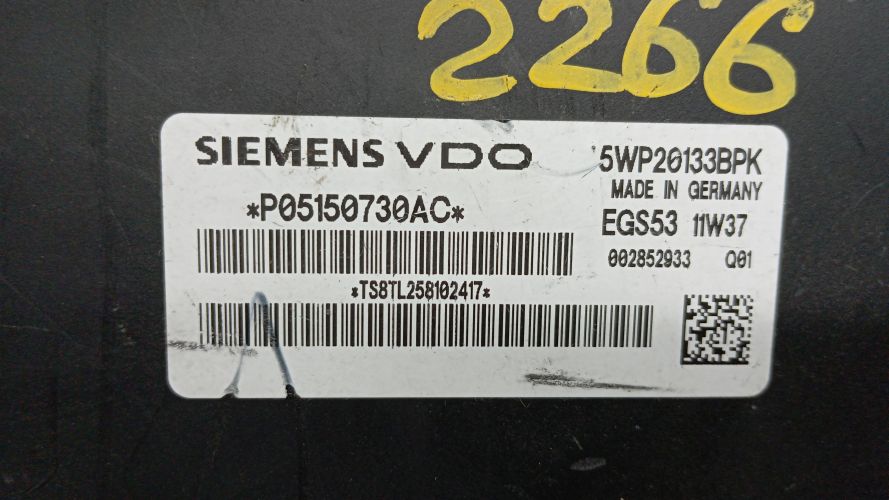 2266
SIEMENS VDO
5WP20133BPK
MADE IN GERMANY
*P05150730AC*
EGS53 11W37
002852933 Q01
*TS8TL258102417*